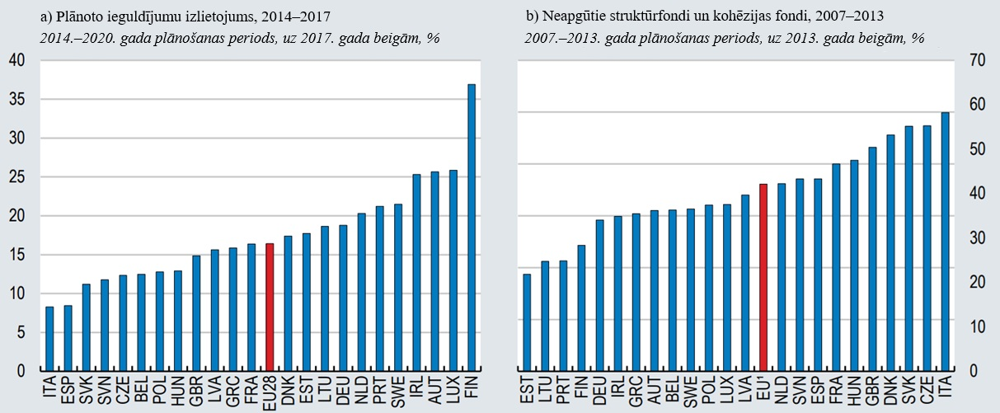 a) Plānoto ieguldījumu izlietojums, 2014–2017
2014.–2020. gada plānošanas periods, uz 2017. gada beigām, %
40
35
30
25
20
15
10
5
0
ITA ESP SVK SVN CZE BEL POL HUN GBR LVA GRC FRA EU28 DNK EST LTU DEU NLD PRT SWE IRL AUT LUX FIN
b) Neapgūtie struktūrfondi un kohēzijas fondi, 2007–2013
2007.–2013. gada plānošanas periods, uz 2013. gada beigām, %
70
60
50
40
30
20
10
0
EST LTU PRT FIN DEU IRL GRC AUT BEL SWE POL LUX LVA EU¹ NLD SVN ESP FRA HUN GBR DNK SVK CZE ITA